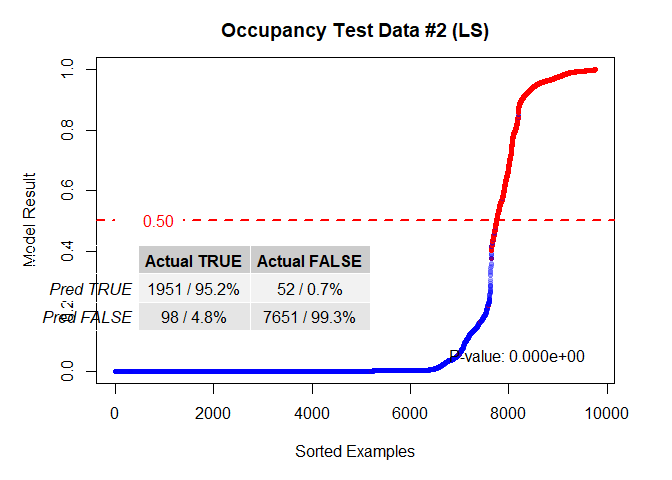 Occupancy Test Data #2 (LS)
Model Result
1.0
0.8
0.6
0.50
0.4
Actual TRUE Actual FALSE
Pred TRUE 1951 / 95.2% 52 / 0.7%
0.2
Pred FALSE 98 / 4.8% 7651 / 99.3%
P-value: 0.000e+00
0.0
0 2000 4000 6000 8000 10000
Sorted Examples